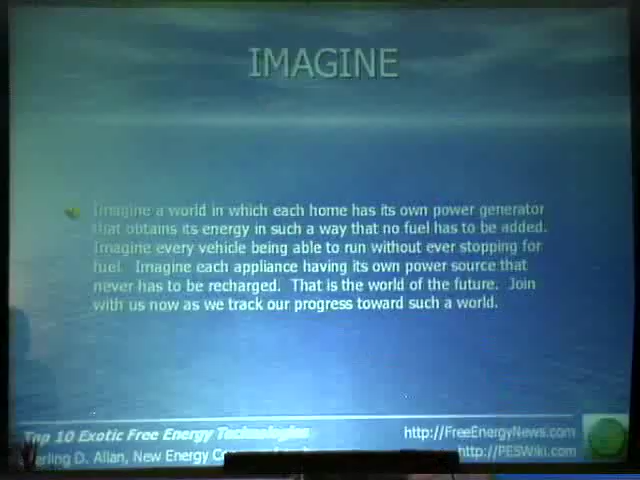 IMAGINE
Imagine a world in which each home has its own power generator
that obtains its energy in such a way that no fuel has to be added.
Imagine every vehicle being able to run without ever stopping for
fuel. Imagine each appliance having its own power source that
never has to be recharged. That is the world of the future. Join
with us now as we track our progress toward such a world.
Top 10 Exotic Free Energy Technologies
http://FreeEnergyNews.com
D. Allan, New Energy
http://PESWiki.com